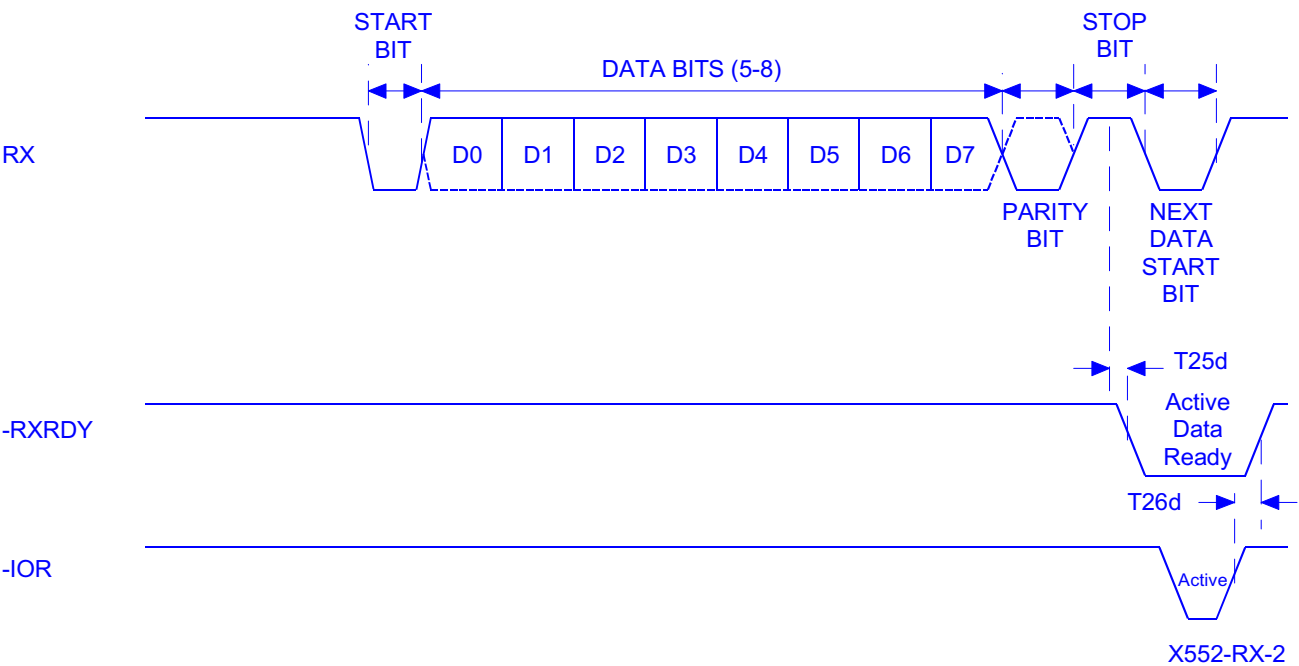 START
BIT
STOP
BIT
DATA BITS (5-8)
RX
D0 D1 D2 D3 D4 D5 D6 D7
PARITY
BIT
NEXT
DATA
START
BIT
T25d
-RXRDY
Active
Data
Ready
T26d
-IOR
Active
X552-RX-2